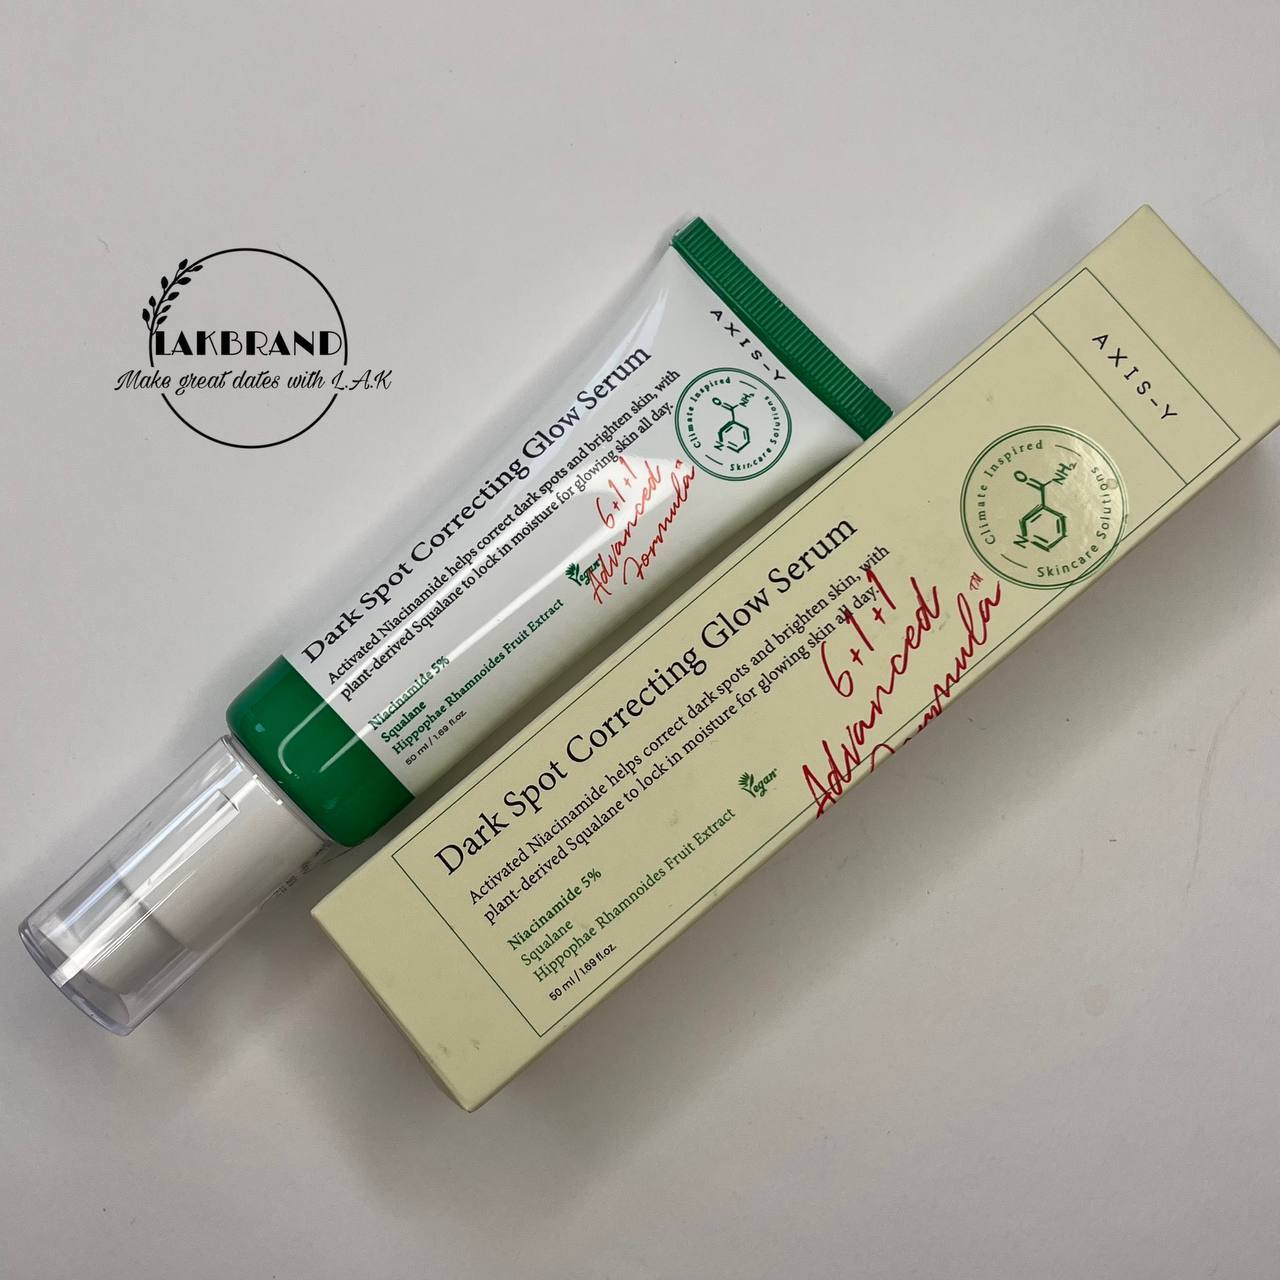 LAKBRAND
Make great dates with L.A.K
AXIS-Y
Climate Inspired
Skincare Solutions
O
NH₂
N
Dark Spot Correcting Glow Serum
Activated Niacinamide helps correct dark spots and brighten skin, with
plant-derived Squalane to lock in moisture for glowing skin all day.
6+1+1
Advanced
Formula™
Vegan
Niacinamide 5%
Squalane
Hippophae Rhamnoides Fruit Extract
50 ml / 1.69 fl.oz.
AXIS-Y
Climate Inspired
Skincare Solutions
O
NH₂
N
Dark Spot Correcting Glow Serum
Activated Niacinamide helps correct dark spots and brighten skin, with
plant-derived Squalane to lock in moisture for glowing skin all day.
6+1+1
Advanced
Formula™
Vegan
Niacinamide 5%
Squalane
Hippophae Rhamnoides Fruit Extract
50 ml / 1.69 fl.oz.